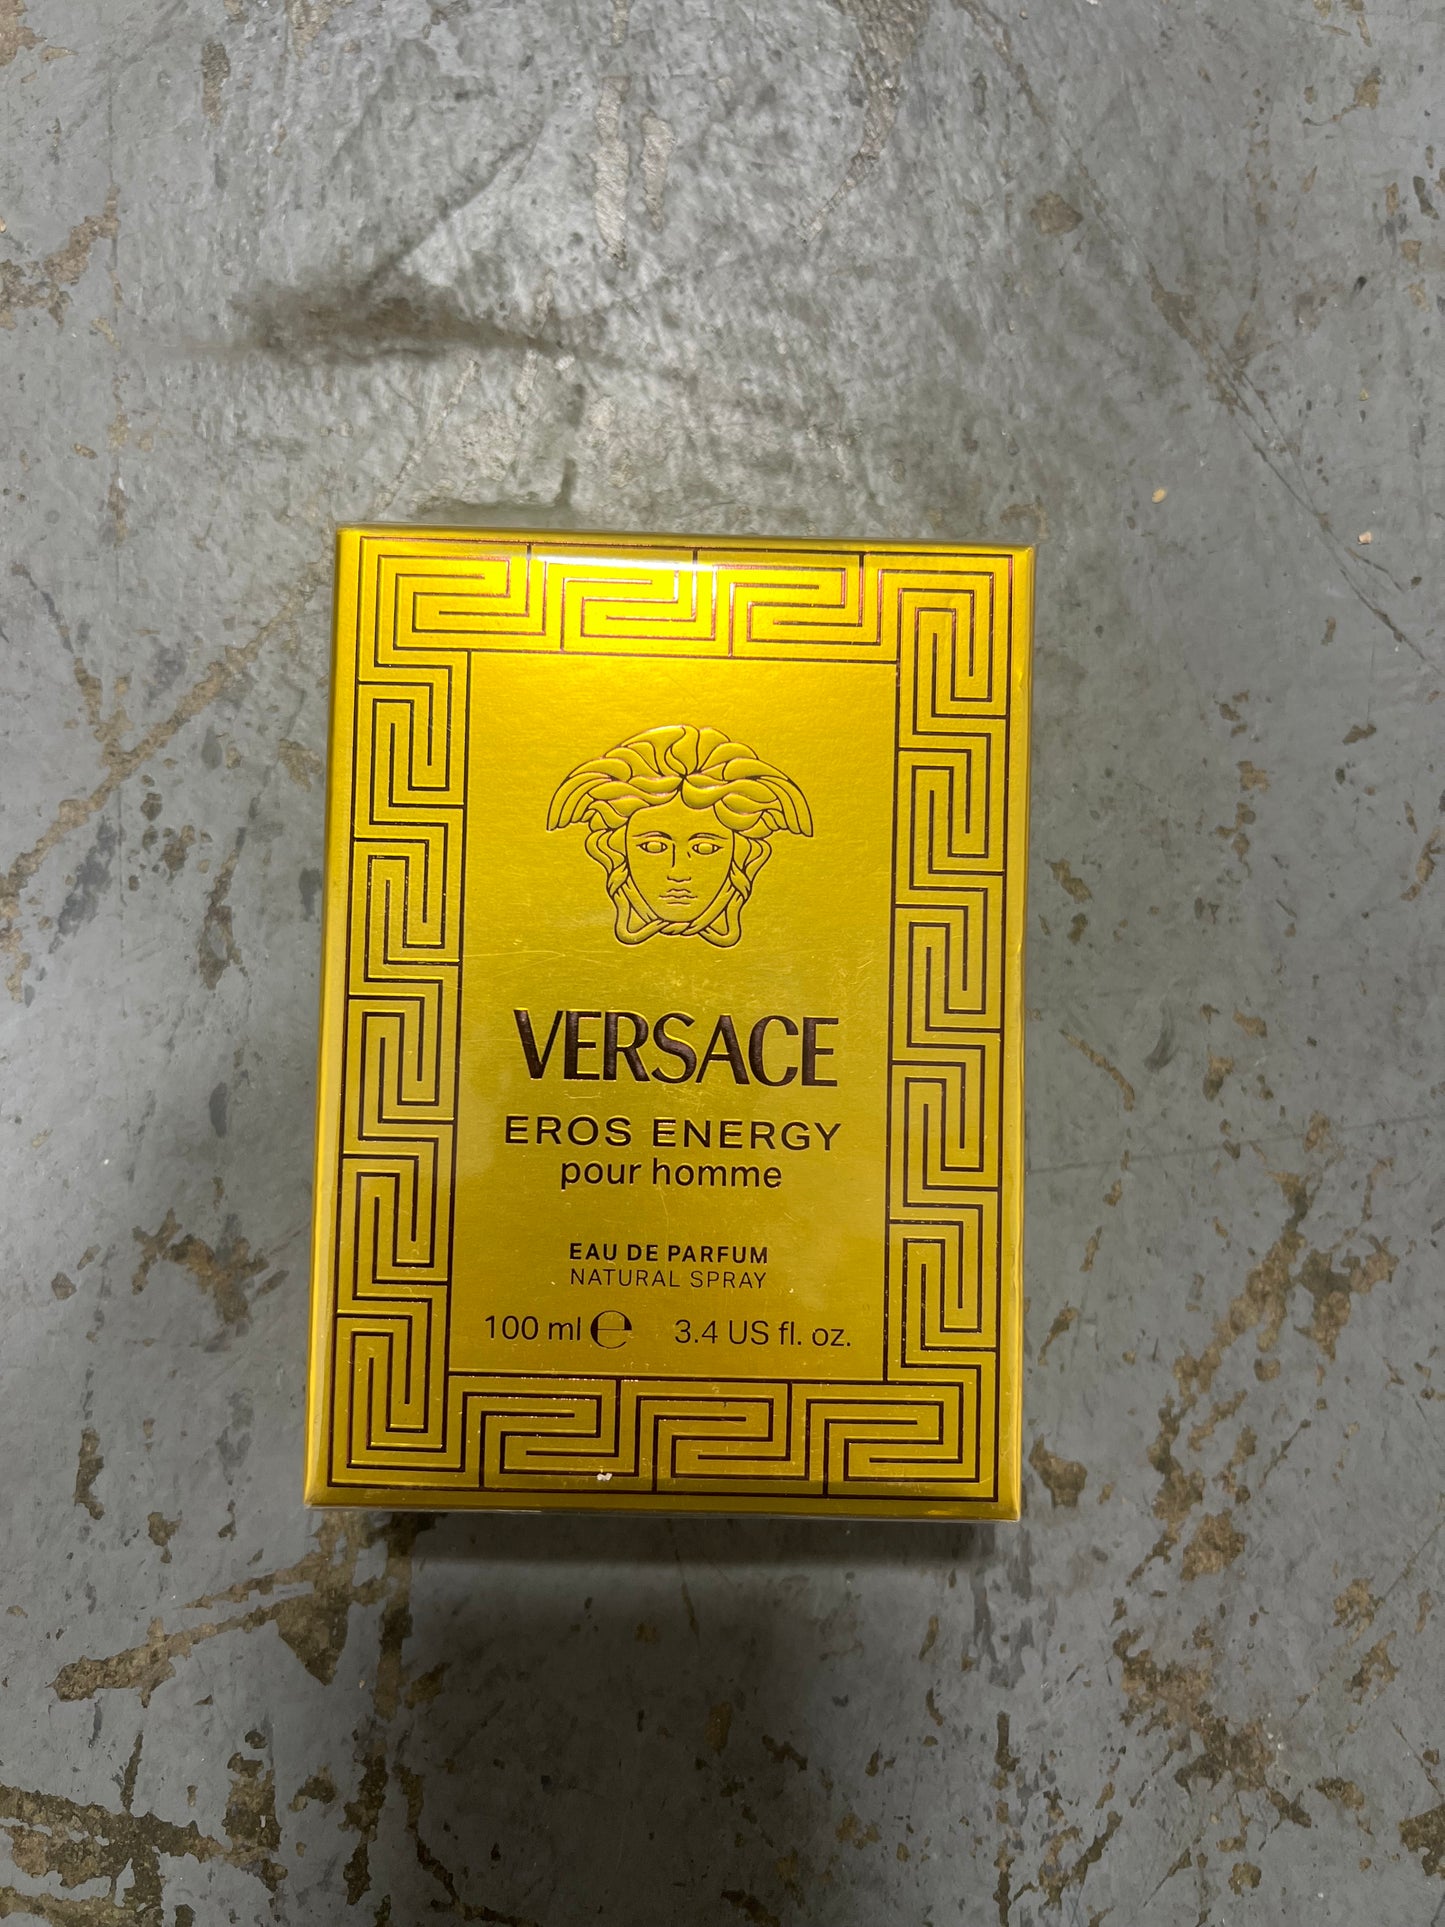 VERSACE
EROS ENERGY
pour homme
EAU DE PARFUM
NATURAL SPRAY
100 ml ℮ 3.4 US fl. oz.